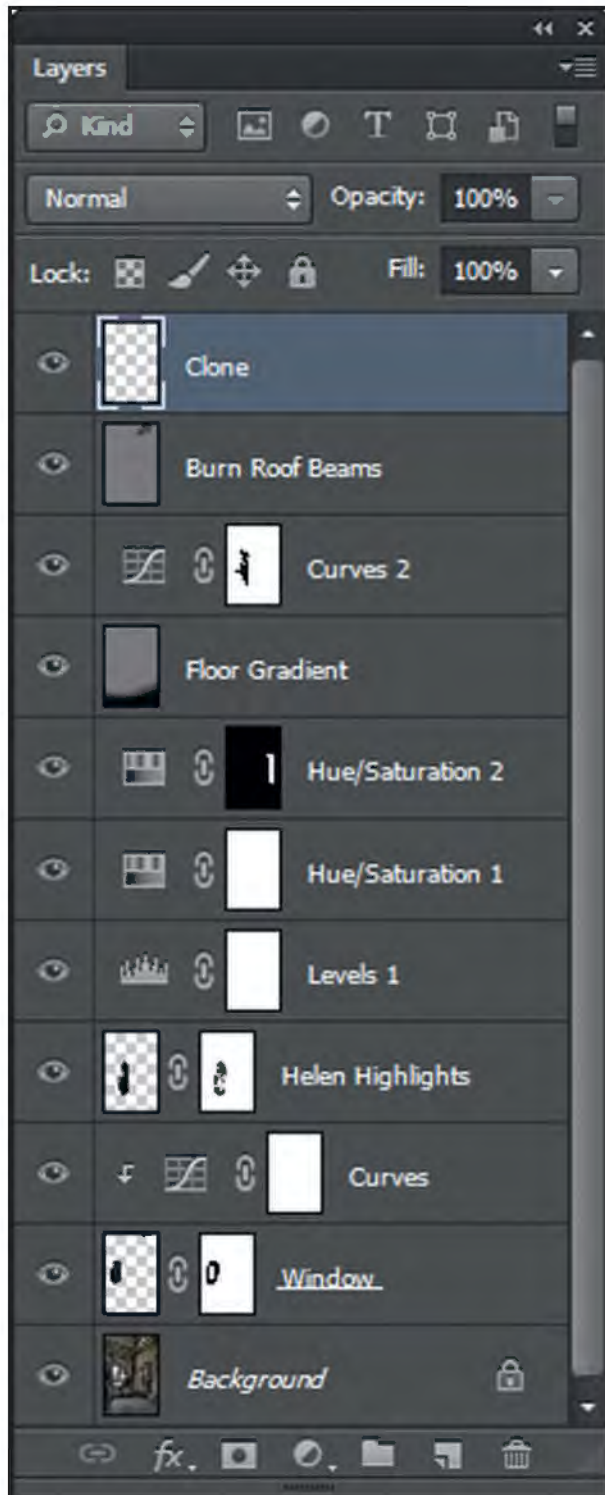 Layers
Kind T
Normal Opacity: 100%
Lock: Fill: 100%
Clone
Burn Roof Beams
Curves 2
Floor Gradient
Hue/Saturation 2
Hue/Saturation 1
Levels 1
Helen Highlights
Curves
Window
Background
fx.